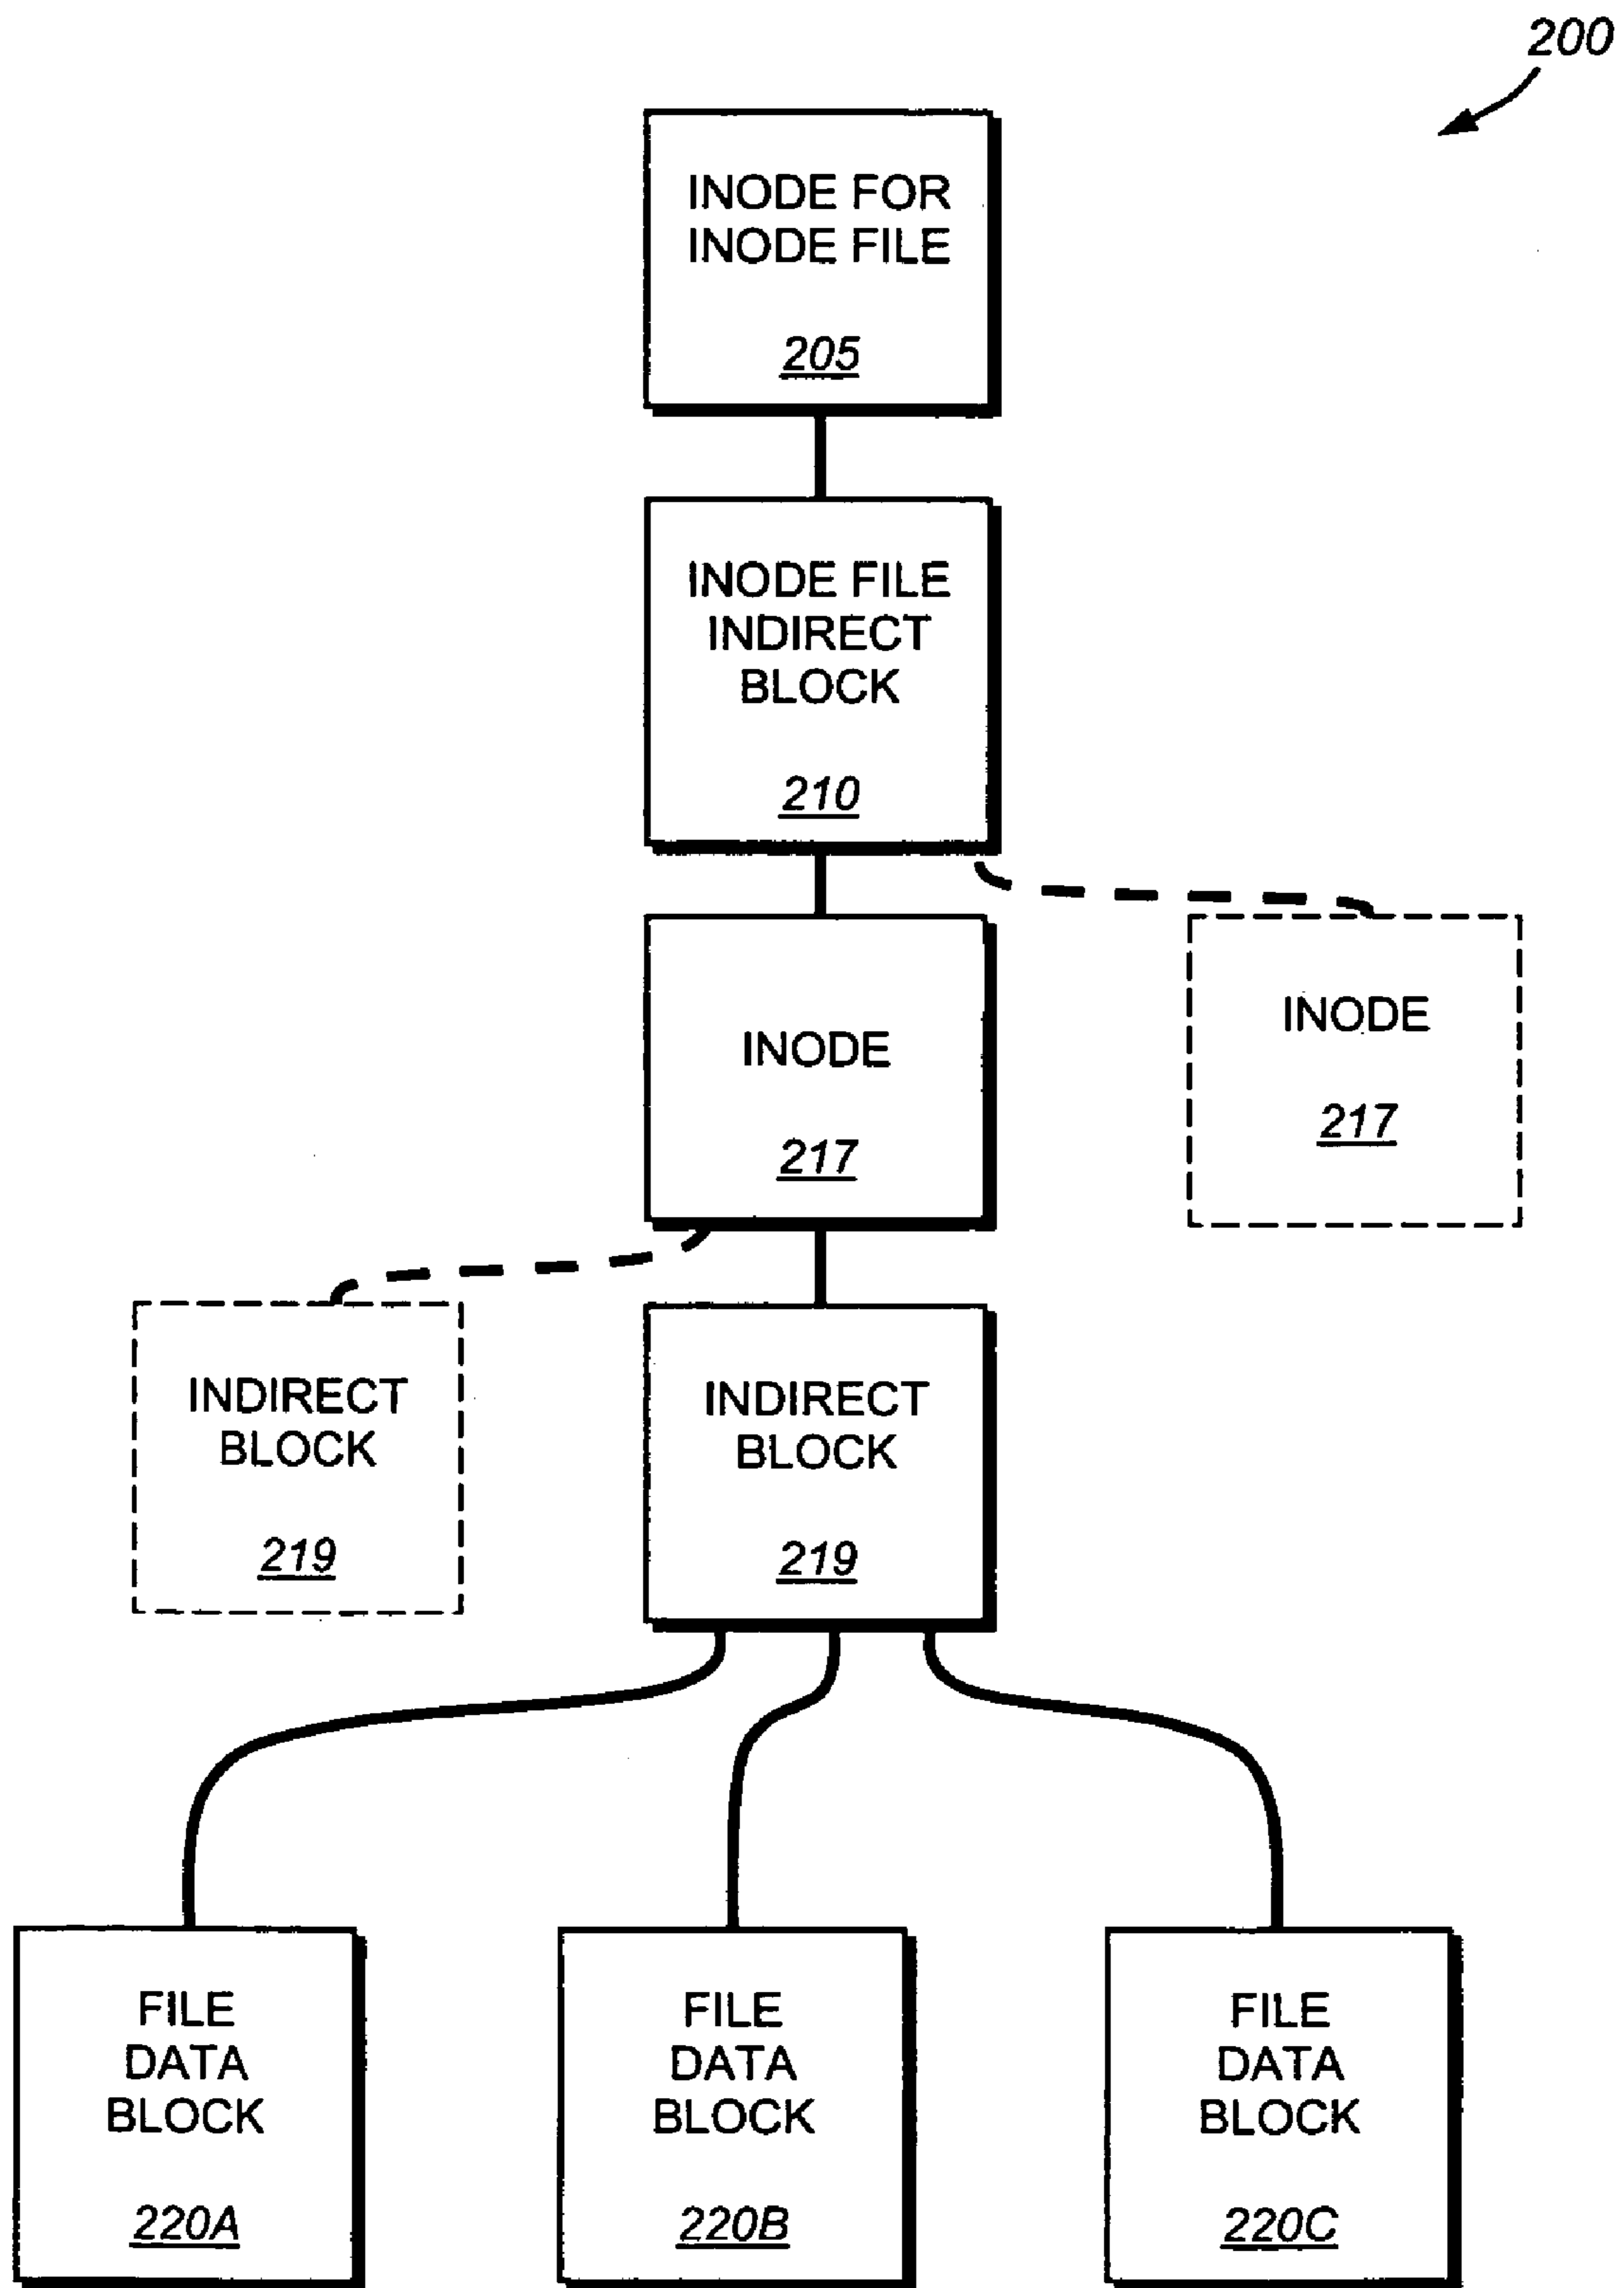 200
INODE FOR
INODE FILE
205
INODE FILE
INDIRECT
BLOCK
210
INODE
217
INODE
217
INDIRECT
BLOCK
219
INDIRECT
BLOCK
219
FILE
DATA
BLOCK
220A
FILE
DATA
BLOCK
220B
FILE
DATA
BLOCK
220C